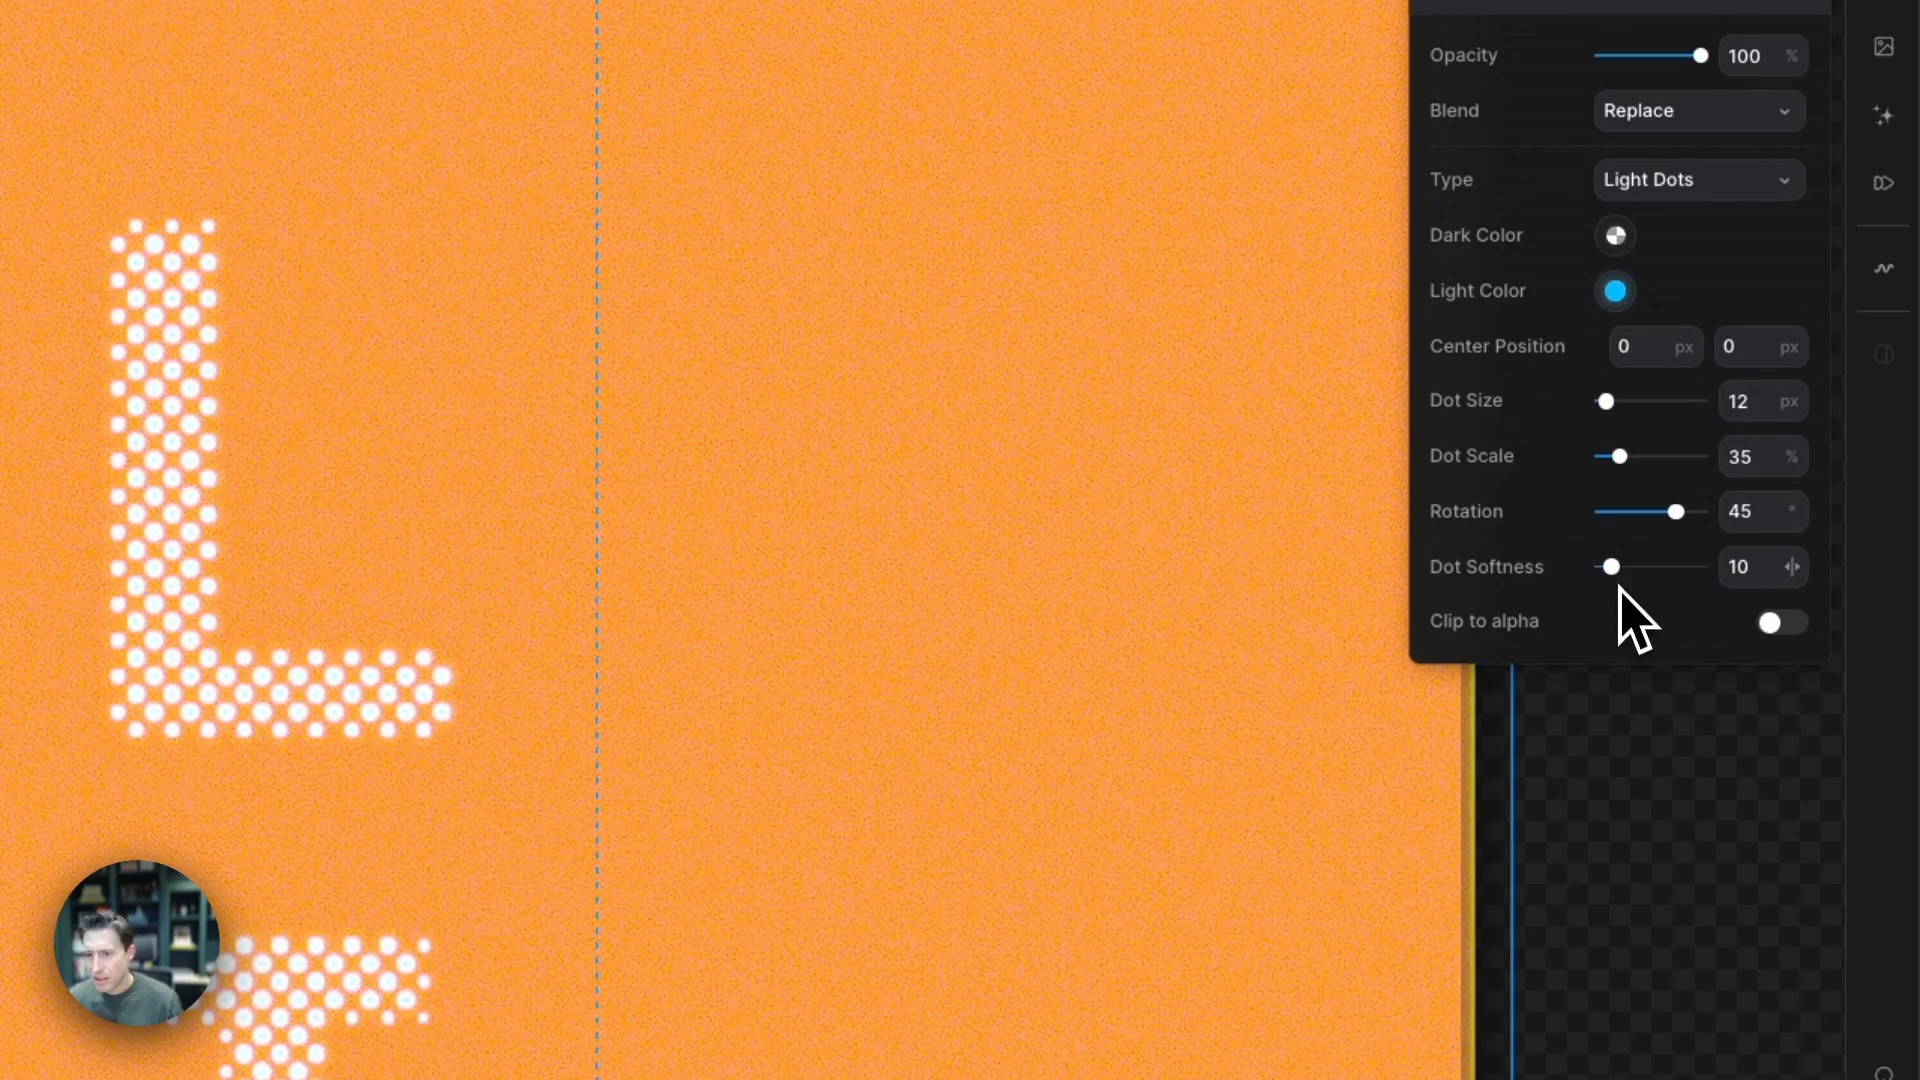 L
Opacity 100 %
Blend Replace
Type Light Dots
Dark Color
Light Color
Center Position 0 px 0 px
Dot Size 12 px
Dot Scale 35 %
Rotation 45 °
Dot Softness 10
Clip to alpha